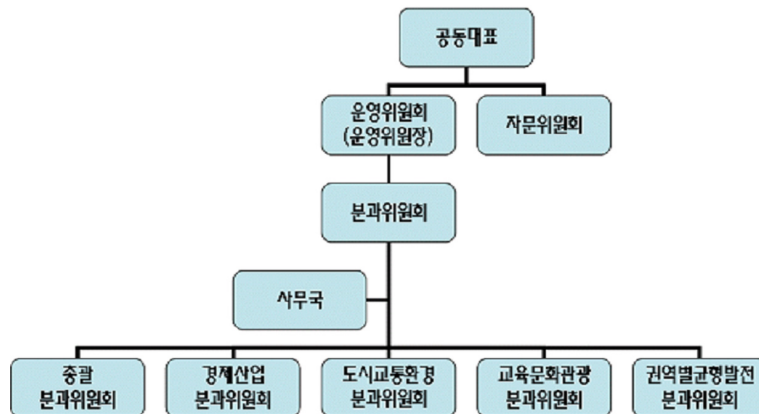 공동대표
운영위원회
(운영위원장)
자문위원회
분과위원회
사무국
총괄
분과위원회
경제산업
분과위원회
도시교통환경
분과위원회
교육문화관광
분과위원회
권역별균형발전
분과위원회